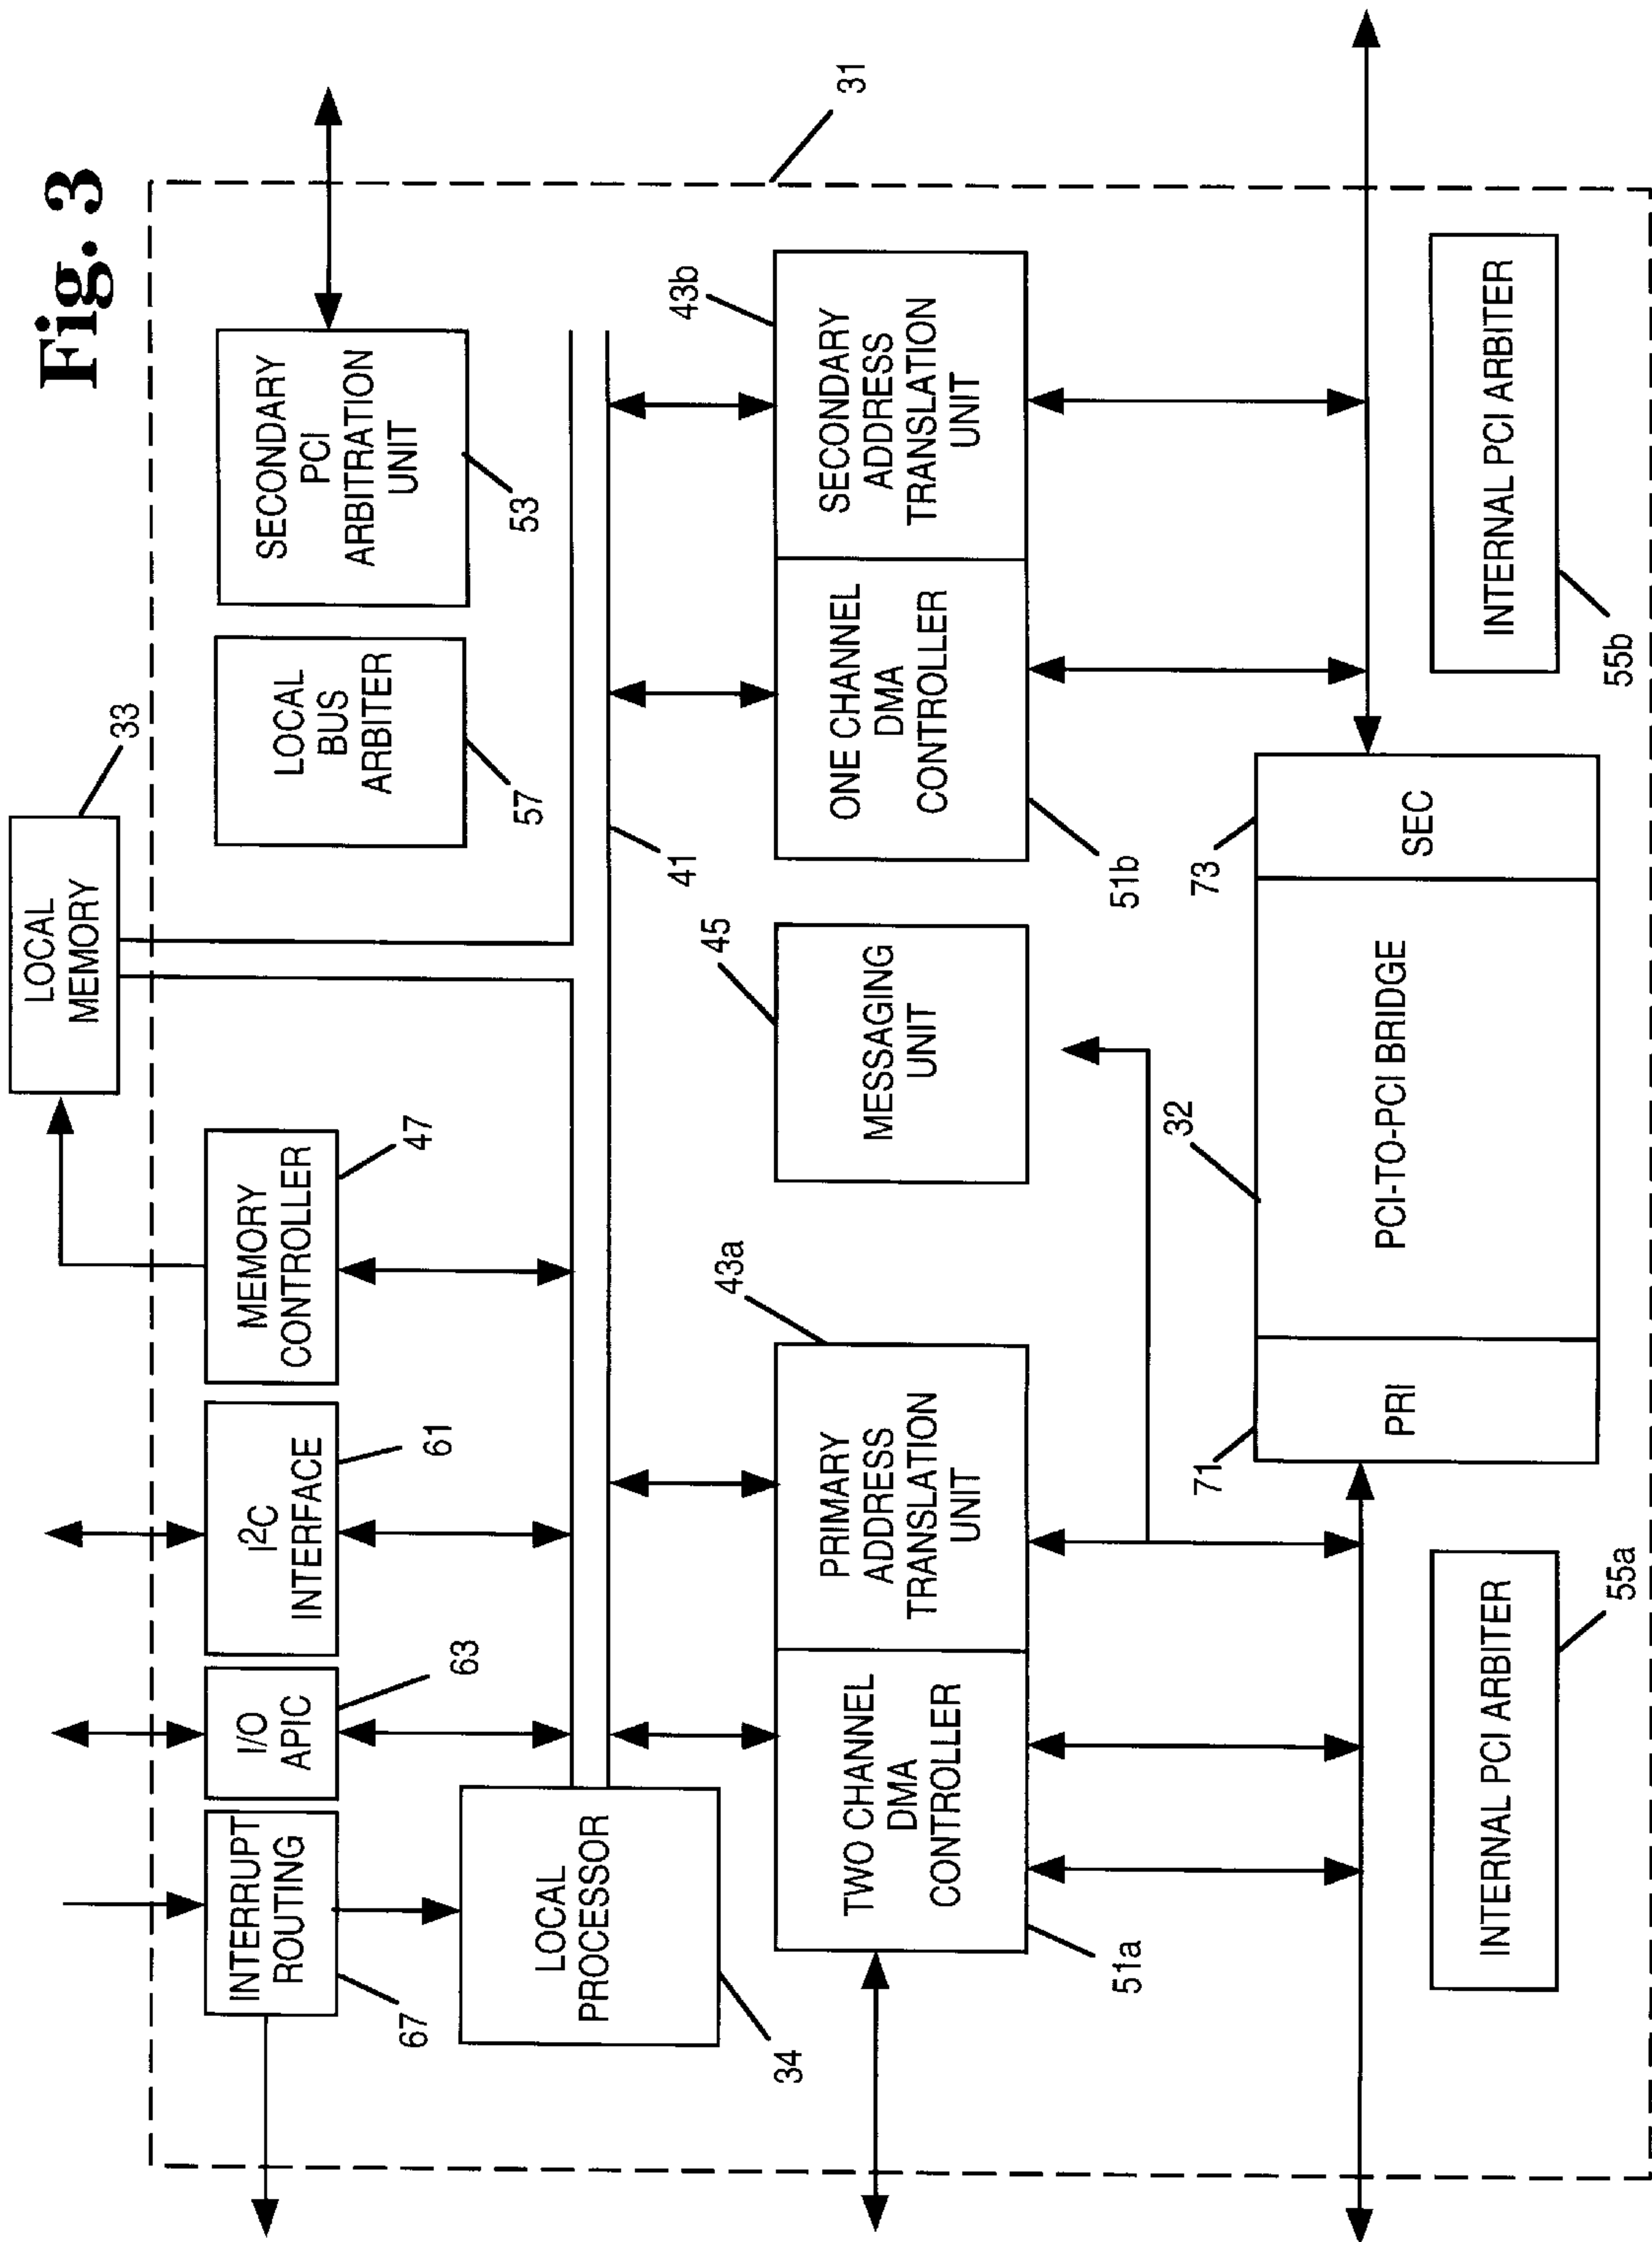 Fig. 3
LOCAL
MEMORY
33
31
INTERRUPT
ROUTING
67
I/O
APIC
63
I2C
INTERFACE
61
MEMORY
CONTROLLER
47
LOCAL
BUS
ARBITER
57
SECONDARY
PCI
ARBITRATION
UNIT
53
LOCAL
PROCESSOR
34
41
TWO CHANNEL
DMA
CONTROLLER
51a
PRIMARY
ADDRESS
TRANSLATION
UNIT
43a
MESSAGING
UNIT
45
ONE CHANNEL
DMA
CONTROLLER
51b
SECONDARY
ADDRESS
TRANSLATION
UNIT
43b
71
PRI
32
PCI-TO-PCI BRIDGE
73
SEC
INTERNAL PCI ARBITER
55a
INTERNAL PCI ARBITER
55b